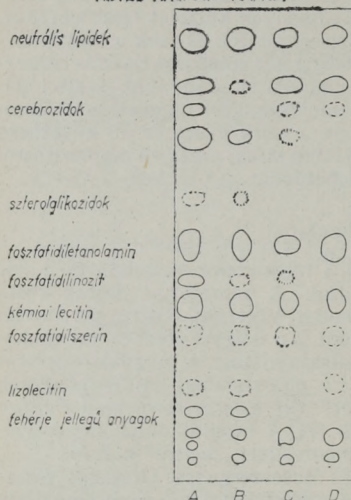 neutrális lipidek
cerebrozidok
szterolglikozidok
foszfatidiletanolamin
foszfatidilinozit
kémiai lecitin
foszfatidilszerin
lizolecitin
fehérje jellegű anyagok
A B C D